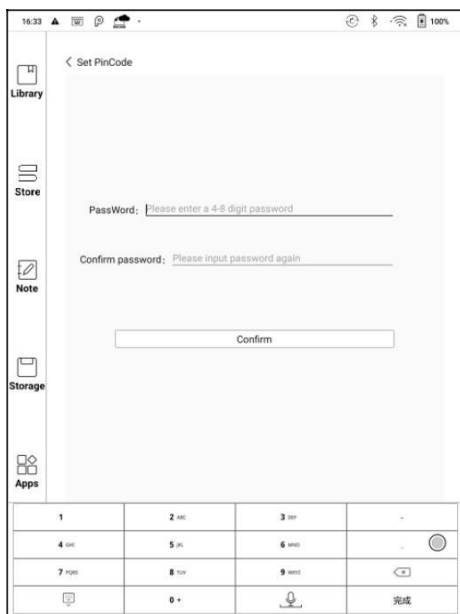 16:33 100%
Set PinCode
Library
Store
PassWord: Please enter a 4-8 digit password
Confirm password: Please input password again
Note
Confirm
Storage
Apps
1 2 ABC 3 DEF -
4 GHI 5 JKL 6 MNO .
7 PQRS 8 TUV 9 WXYZ
0 + 完成